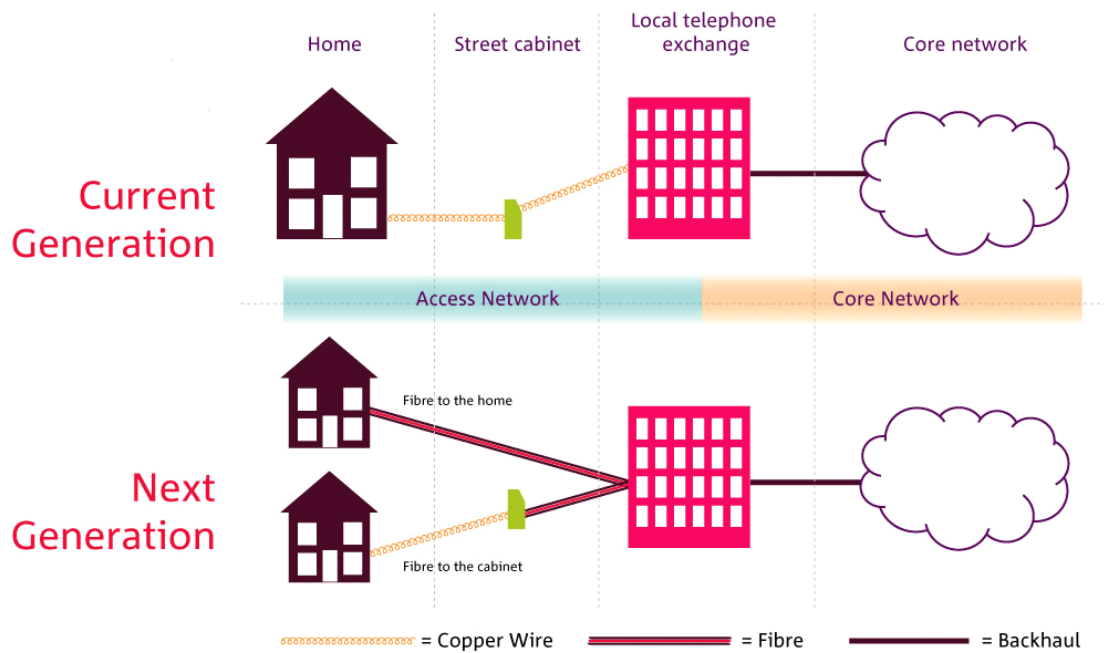 Home
Street cabinet
Local telephone
exchange
Core network
Current
Generation
Access Network
Core Network
Next
Generation
Fibre to the home
Fibre to the cabinet
= Copper Wire
= Fibre
= Backhaul